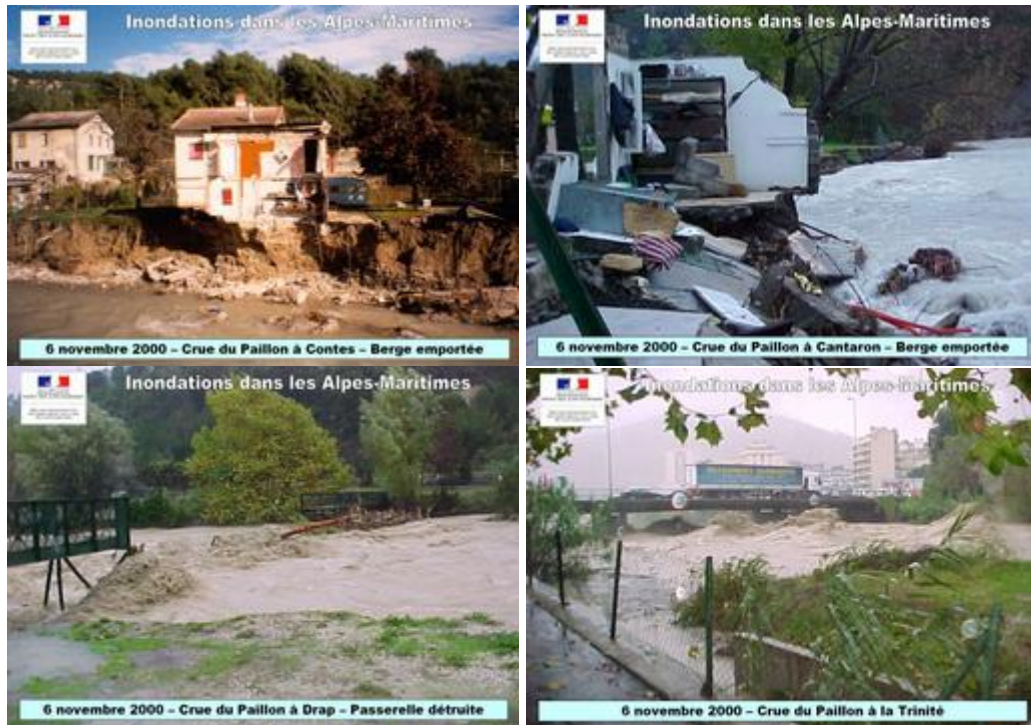 Inondations dans les Alpes-Maritimes
6 novembre 2000 – Crue du Paillon à Contes – Berge emportée
Inondations dans les Alpes-Maritimes
6 novembre 2000 – Crue du Paillon à Cantaron – Berge emportée
Inondations dans les Alpes-Maritimes
6 novembre 2000 – Crue du Paillon à Drap – Passerelle détruite
Inondations dans les Alpes-Maritimes
6 novembre 2000 – Crue du Paillon à la Trinité